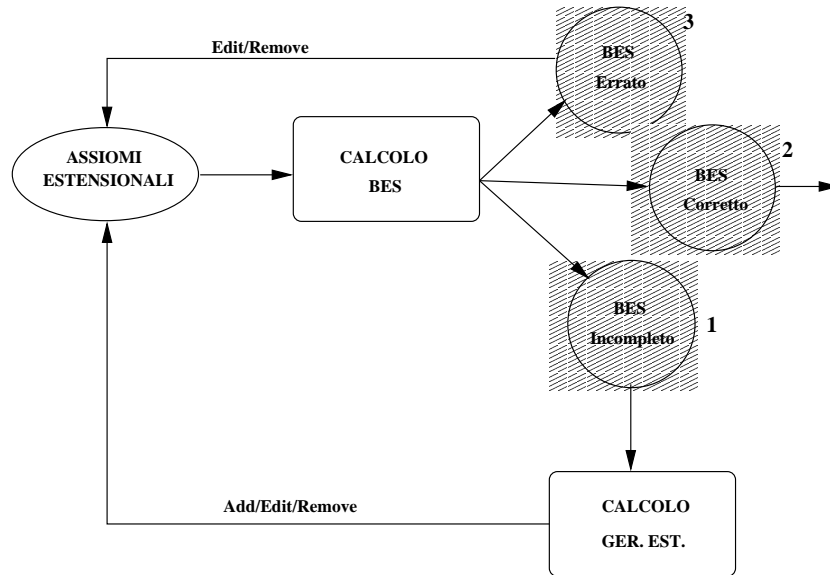 3
Edit/Remove
BES
Errato
ASSIOMI
ESTENSIONALI
CALCOLO
BES
2
BES
Corretto
BES
Incompleto
1
Add/Edit/Remove
CALCOLO
GER. EST.